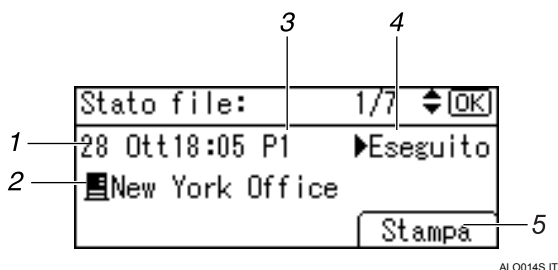 3 4
Stato file: 1/7 OK
1 28 Ott18:05 P1 Eseguito
2 New York Office
Stampa 5
ALO014S IT